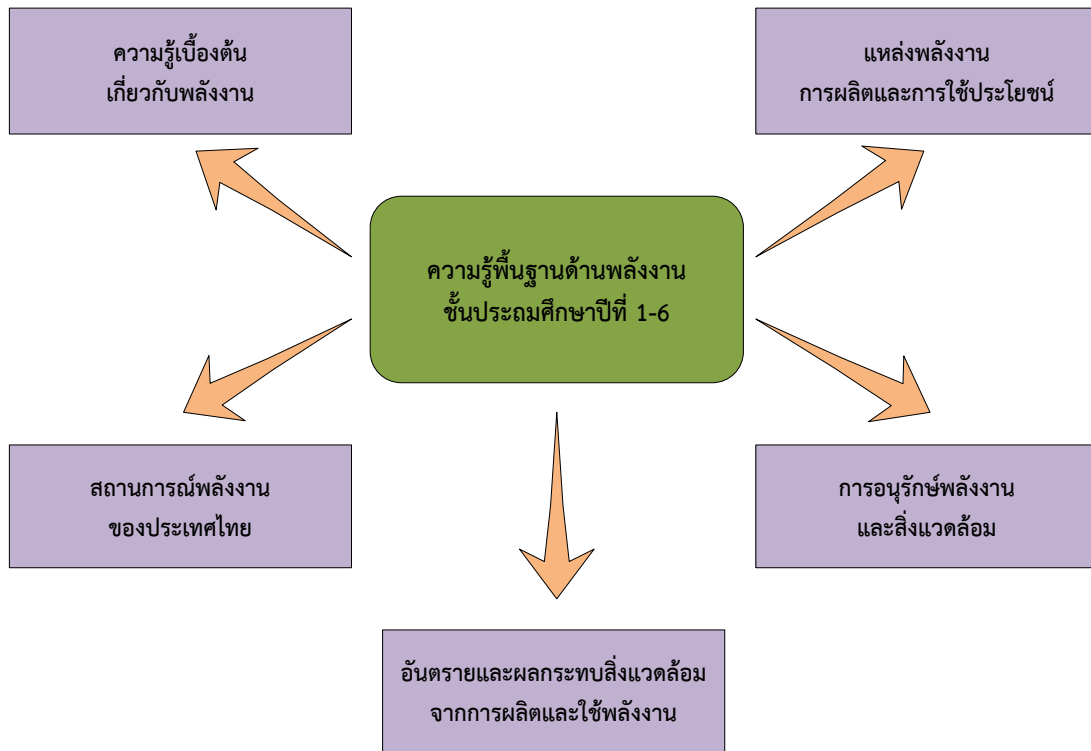 ความรู้เบื้องต้น
เกี่ยวกับพลังงาน
แหล่งพลังงาน
การผลิตและการใช้ประโยชน์
ความรู้พื้นฐานด้านพลังงาน
ชั้นประถมศึกษาปีที่ 1-6
สถานการณ์พลังงาน
ของประเทศไทย
การอนุรักษ์พลังงาน
และสิ่งแวดล้อม
อันตรายและผลกระทบสิ่งแวดล้อม
จากการผลิตและใช้พลังงาน